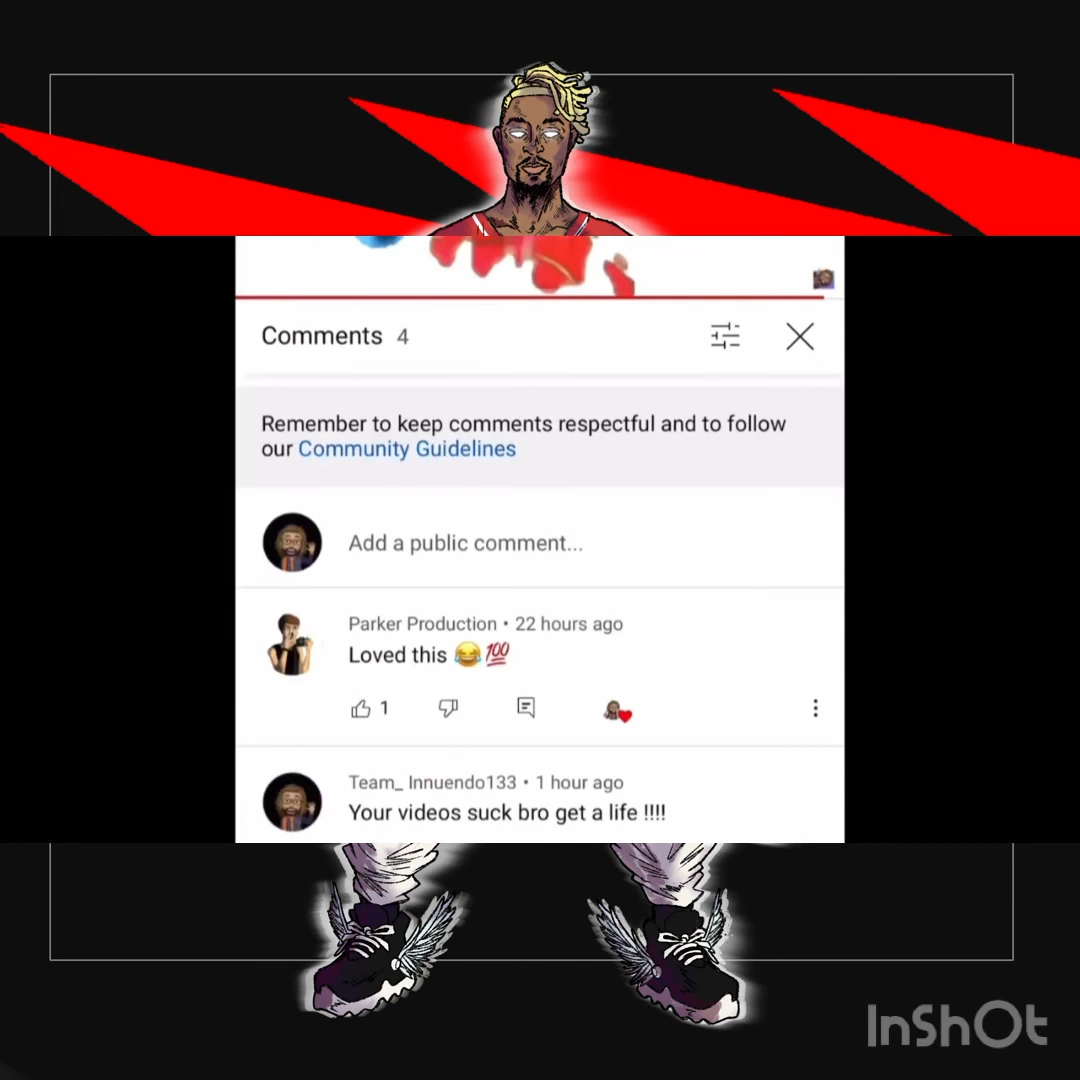 Comments 4
Remember to keep comments respectful and to follow
our Community Guidelines
Add a public comment...
Parker Production • 22 hours ago
Loved this 😂💯
1
Team_ Innuendo133 • 1 hour ago
Your videos suck bro get a life !!!!
InShOt